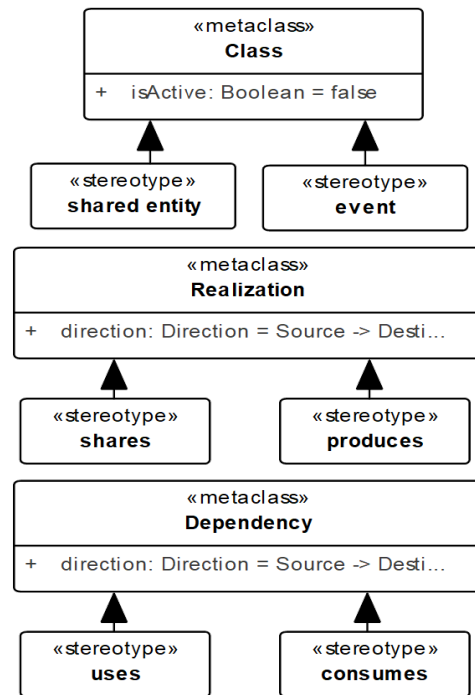 «metaclass»
Class
+ isActive: Boolean = false
«stereotype» «stereotype»
shared entity event
«metaclass»
Realization
+ direction: Direction = Source -> Desti...
«stereotype» «stereotype»
shares produces
«metaclass»
Dependency
+ direction: Direction = Source -> Desti...
«stereotype» «stereotype»
uses consumes